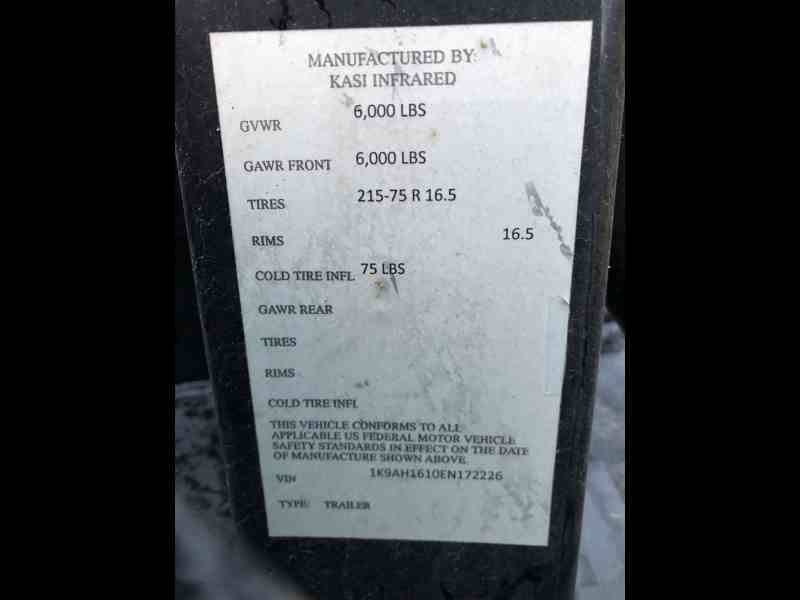 MANUFACTURED BY:
KASI INFRARED
GVWR 6,000 LBS
GAWR FRONT 6,000 LBS
TIRES 215-75 R 16.5
RIMS 16.5
COLD TIRE INFL 75 LBS
GAWR REAR
TIRES
RIMS
COLD TIRE INFL
THIS VEHICLE CONFORMS TO ALL
APPLICABLE US FEDERAL MOTOR VEHICLE
SAFETY STANDARDS IN EFFECT ON THE DATE
OF MANUFACTURE SHOWN ABOVE
VIN# 1K9AH1610EN172226
TYPE: TRAILER